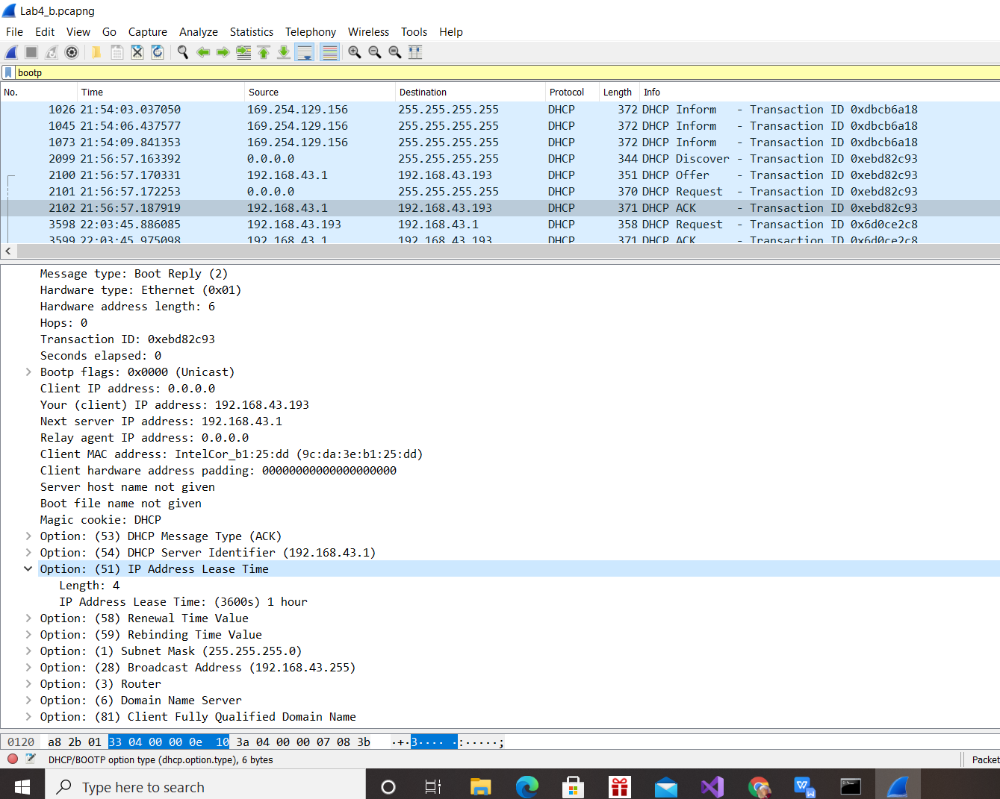 Lab4_b.pcapng
File Edit View Go Capture Analyze Statistics Telephony Wireless Tools Help
bootp
No. Time Source Destination Protocol Length Info
1026 21:54:03.037050 169.254.129.156 255.255.255.255 DHCP 372 DHCP Inform - Transaction ID 0xdbcb6a18
1045 21:54:06.437577 169.254.129.156 255.255.255.255 DHCP 372 DHCP Inform - Transaction ID 0xdbcb6a18
1073 21:54:09.841353 169.254.129.156 255.255.255.255 DHCP 372 DHCP Inform - Transaction ID 0xdbcb6a18
2099 21:56:57.163392 0.0.0.0 255.255.255.255 DHCP 344 DHCP Discover - Transaction ID 0xebd82c93
2100 21:56:57.170331 192.168.43.1 192.168.43.193 DHCP 351 DHCP Offer - Transaction ID 0xebd82c93
2101 21:56:57.172253 0.0.0.0 255.255.255.255 DHCP 370 DHCP Request - Transaction ID 0xebd82c93
2102 21:56:57.187919 192.168.43.1 192.168.43.193 DHCP 371 DHCP ACK - Transaction ID 0xebd82c93
3598 22:03:45.886085 192.168.43.193 192.168.43.1 DHCP 358 DHCP Request - Transaction ID 0x6d0ce2c8
3599 22:03:45.975098 192.168.43.1 192.168.43.193 DHCP 371 DHCP ACK - Transaction ID 0x6d0ce2c8
Message type: Boot Reply (2)
Hardware type: Ethernet (0x01)
Hardware address length: 6
Hops: 0
Transaction ID: 0xebd82c93
Seconds elapsed: 0
Bootp flags: 0x0000 (Unicast)
Client IP address: 0.0.0.0
Your (client) IP address: 192.168.43.193
Next server IP address: 192.168.43.1
Relay agent IP address: 0.0.0.0
Client MAC address: IntelCor_b1:25:dd (9c:da:3e:b1:25:dd)
Client hardware address padding: 00000000000000000000
Server host name not given
Boot file name not given
Magic cookie: DHCP
Option: (53) DHCP Message Type (ACK)
Option: (54) DHCP Server Identifier (192.168.43.1)
Option: (51) IP Address Lease Time
Length: 4
IP Address Lease Time: (3600s) 1 hour
Option: (58) Renewal Time Value
Option: (59) Rebinding Time Value
Option: (1) Subnet Mask (255.255.255.0)
Option: (28) Broadcast Address (192.168.43.255)
Option: (3) Router
Option: (6) Domain Name Server
Option: (81) Client Fully Qualified Domain Name
0120 a8 2b 01 33 04 00 00 0e 10 3a 04 00 00 07 08 3b ·+·3···· ·:·····;
DHCP/BOOTP option type (dhcp.option.type), 6 bytes Packet
Type here to search